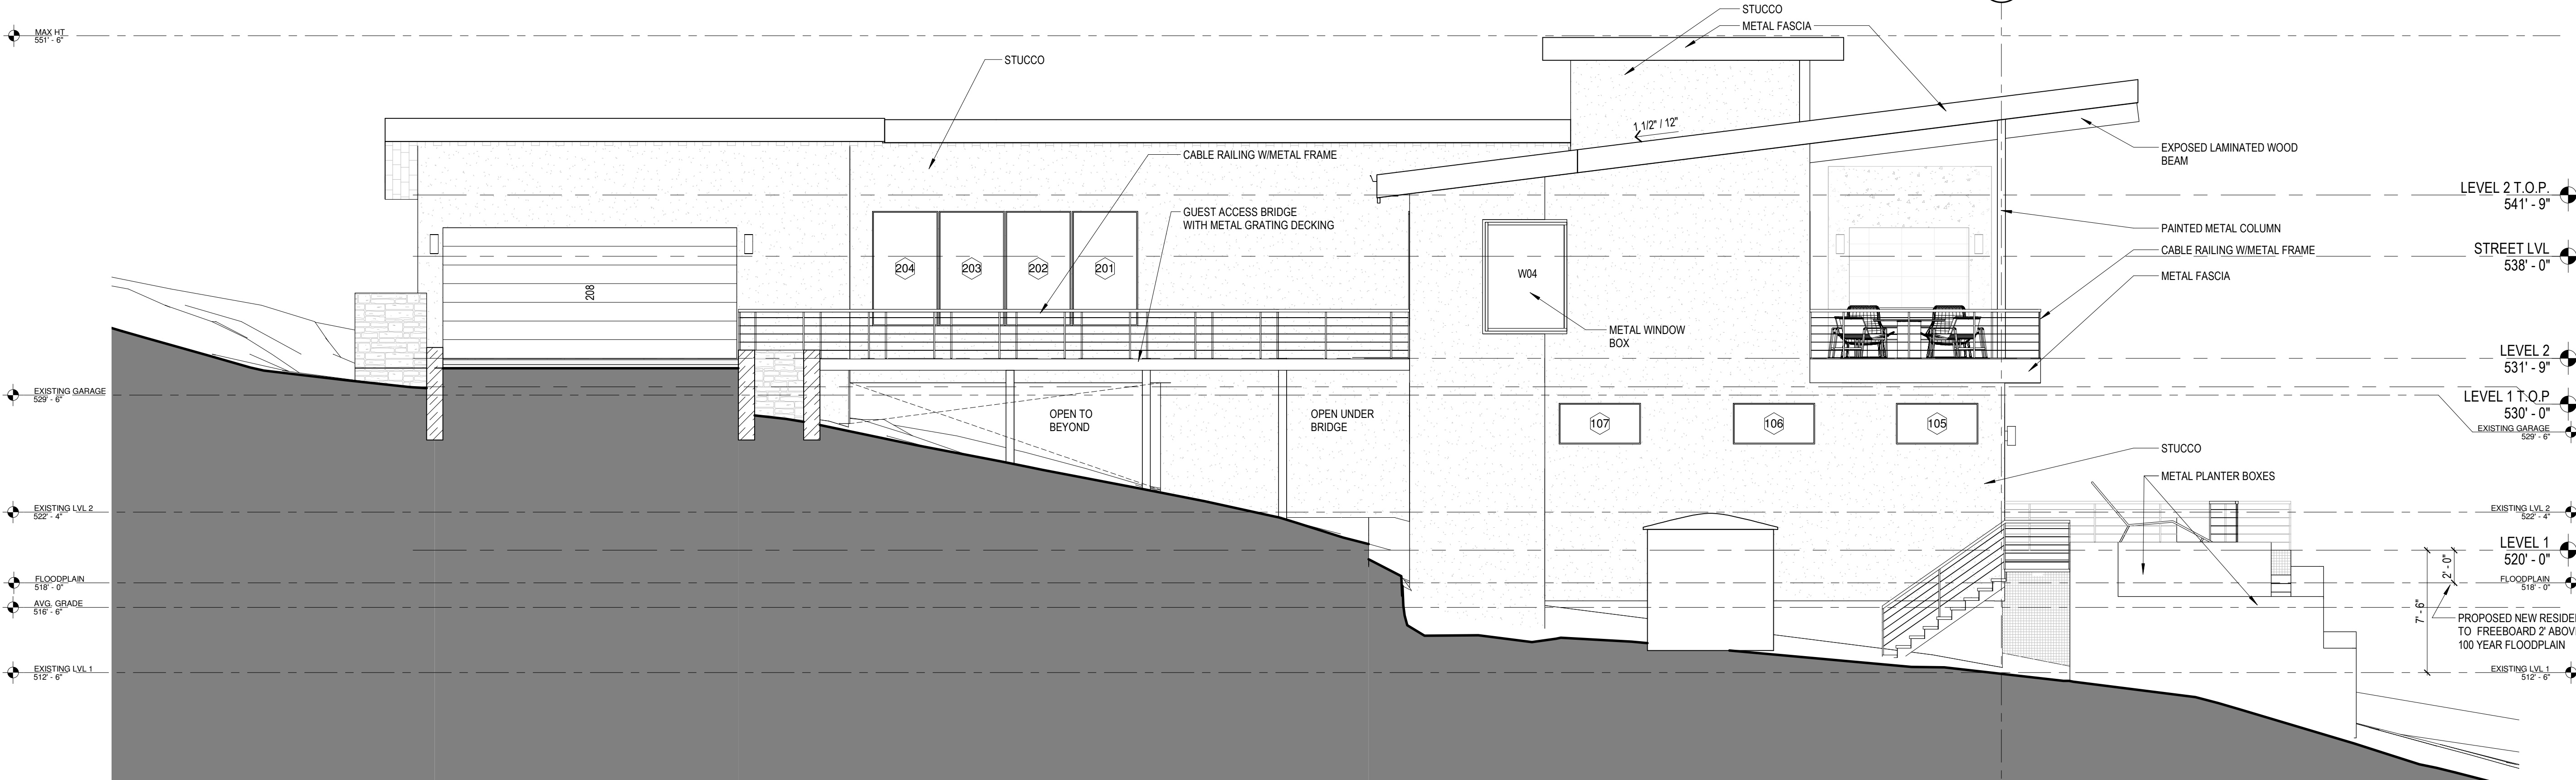 MAX HT
551' - 6"
EXISTING GARAGE
529' - 6"
EXISTING LVL 2
522' - 4"
FLOODPLAIN
518' - 0"
AVG. GRADE
516' - 6"
EXISTING LVL 1
512' - 6"
STUCCO
208
204
203
202
201
CABLE RAILING W/METAL FRAME
GUEST ACCESS BRIDGE
WITH METAL GRATING DECKING
OPEN TO
BEYOND
OPEN UNDER
BRIDGE
STUCCO
METAL FASCIA
1 1/2" / 12"
W04
METAL WINDOW
BOX
107
106
105
EXPOSED LAMINATED WOOD
BEAM
PAINTED METAL COLUMN
CABLE RAILING W/METAL FRAME
METAL FASCIA
STUCCO
METAL PLANTER BOXES
LEVEL 2 T.O.P.
541' - 9"
STREET LVL
538' - 0"
LEVEL 2
531' - 9"
LEVEL 1 T.O.P
530' - 0"
EXISTING GARAGE
529' - 6"
EXISTING LVL 2
522' - 4"
LEVEL 1
520' - 0"
2' - 0"
FLOODPLAIN
518' - 0"
7' - 6"
PROPOSED NEW RESIDE
TO FREEBOARD 2' ABOV
100 YEAR FLOODPLAIN
EXISTING LVL 1
512' - 6"